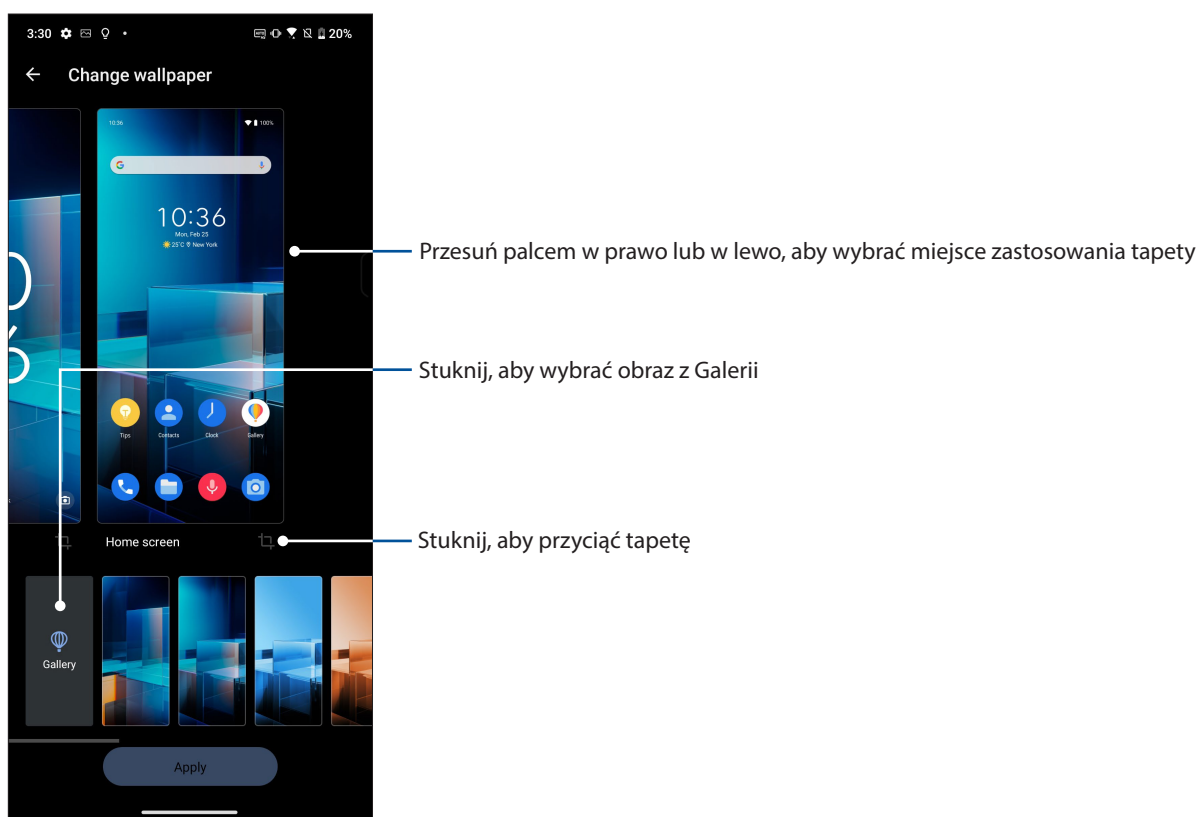 3:30 20%
Change wallpaper
10:36 100%
10:36
Mon, Feb 25
25°C New York
Przesuń palcem w prawo lub w lewo, aby wybrać miejsce zastosowania tapety
Stuknij, aby wybrać obraz z Galerii
Tips Contacts Clock Gallery
Home screen
Stuknij, aby przyciąć tapetę
Gallery
Apply